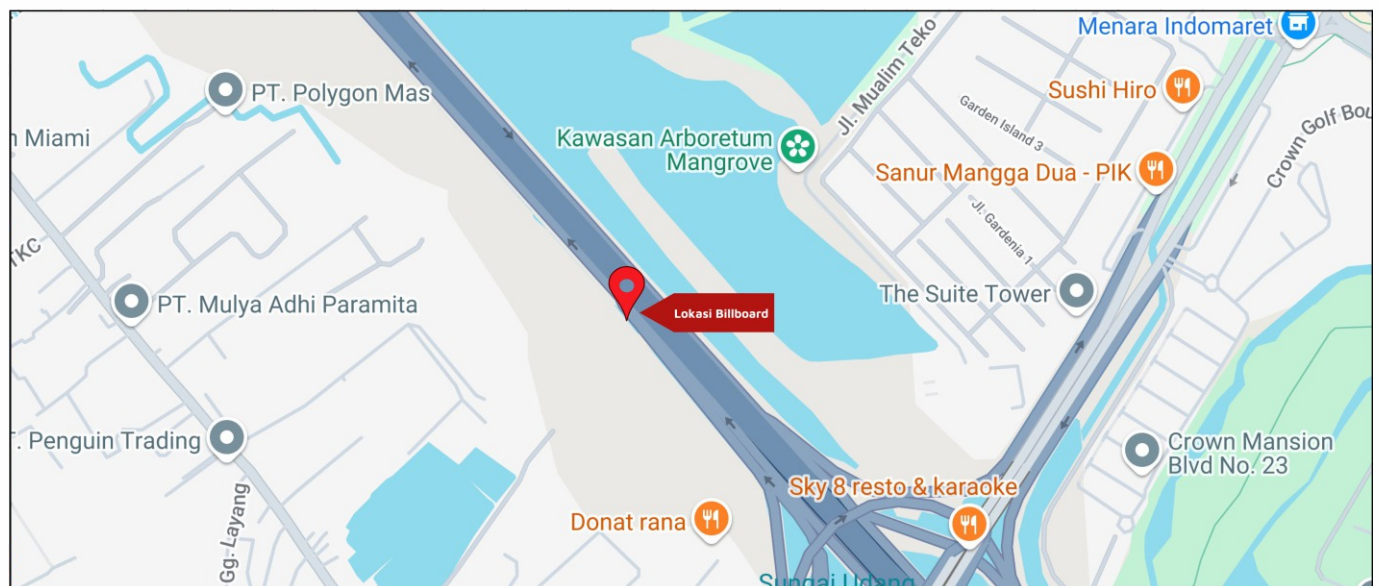 Menara Indomaret
PT. Polygon Mas
Sushi Hiro
Jl. Mualim Teko
Garden Island 3
Crown Golf Bou
n Miami
Kawasan Arboretum
Mangrove
Sanur Mangga Dua - PIK
Jl. Gardenia 1
TKC
PT. Mulya Adhi Paramita
The Suite Tower
Lokasi Billboard
T. Penguin Trading
Crown Mansion
Blvd No. 23
Sky 8 resto & karaoke
Donat rana
Gg. Layang
Sungai Udang